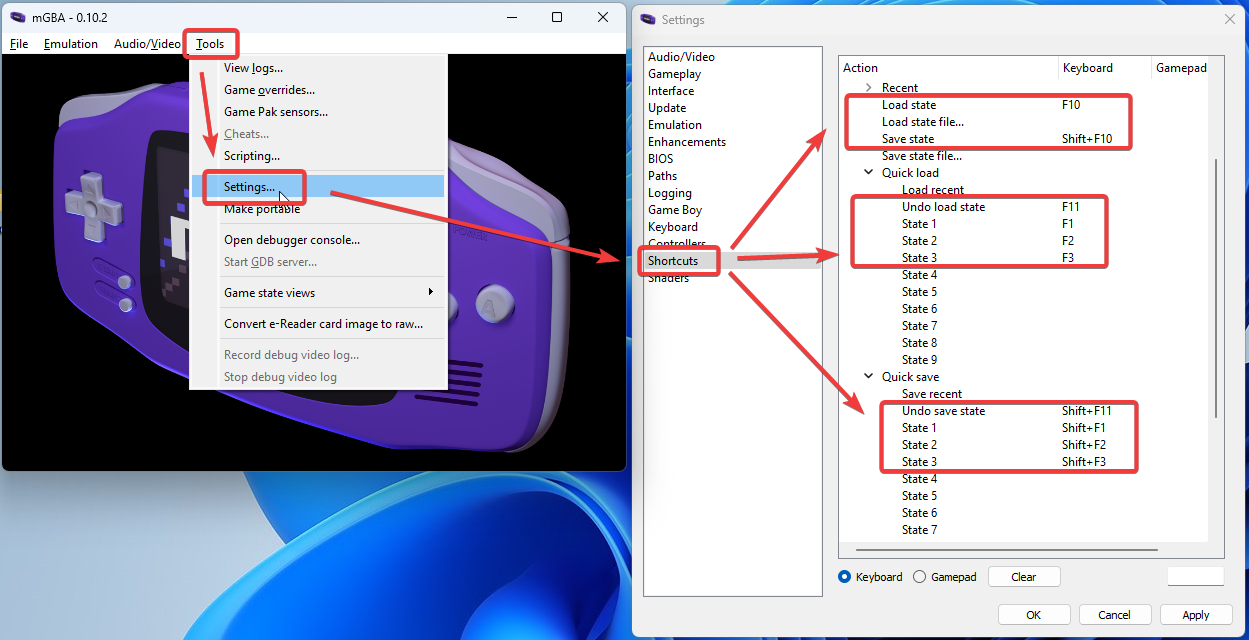 mGBA - 0.10.2
File Emulation Audio/Video Tools
View logs...
Game overrides...
Game Pak sensors...
Cheats...
Scripting...
Settings...
Make portable
Open debugger console...
Start GDB server...
Game state views
Convert e-Reader card image to raw...
Record debug video log...
Stop debug video log
A
Settings
Audio/Video
Gameplay
Interface
Update
Emulation
Enhancements
BIOS
Paths
Logging
Game Boy
Keyboard
Controllers
Shortcuts
Shaders
Action Keyboard Gamepad
Recent
Load state F10
Load state file...
Save state Shift+F10
Save state file...
Quick load
Load recent
Undo load state F11
State 1 F1
State 2 F2
State 3 F3
State 4
State 5
State 6
State 7
State 8
State 9
Quick save
Save recent
Undo save state Shift+F11
State 1 Shift+F1
State 2 Shift+F2
State 3 Shift+F3
State 4
State 5
State 6
State 7
Keyboard Gamepad Clear
OK Cancel Apply